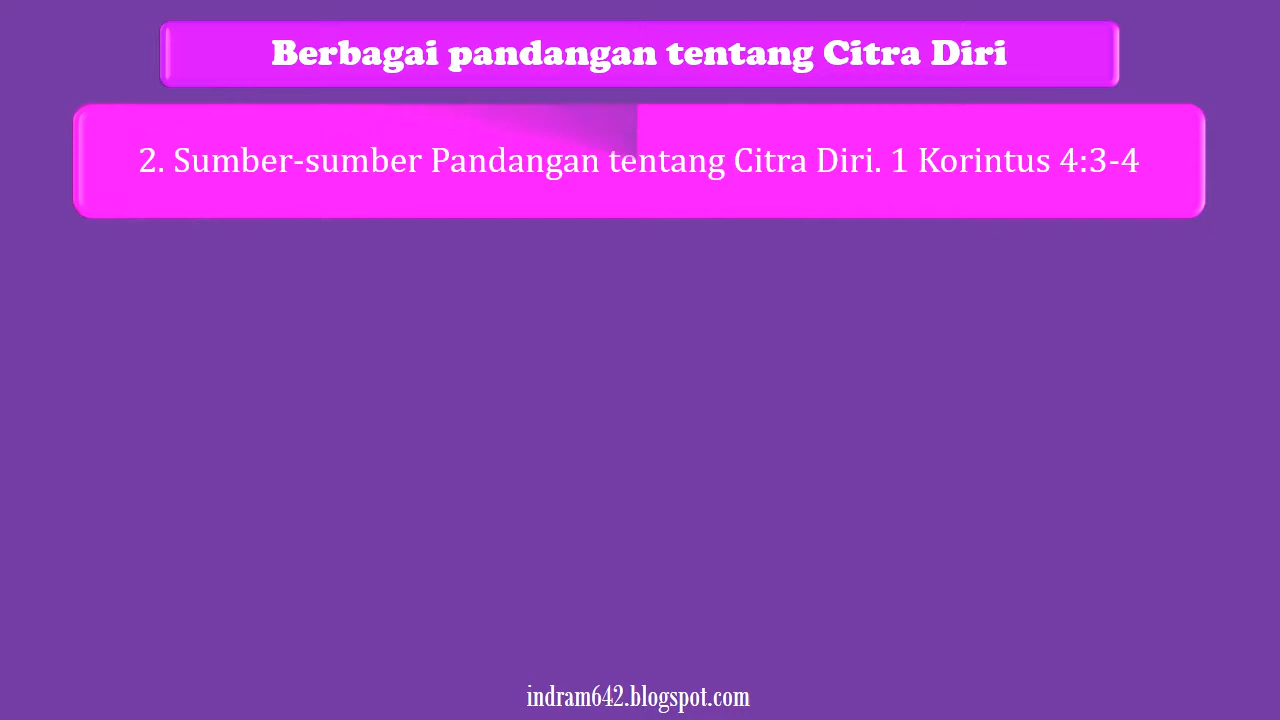 Berbagai pandangan tentang Citra Diri
2. Sumber-sumber Pandangan tentang Citra Diri. 1 Korintus 4:3-4
indram642.blogspot.com